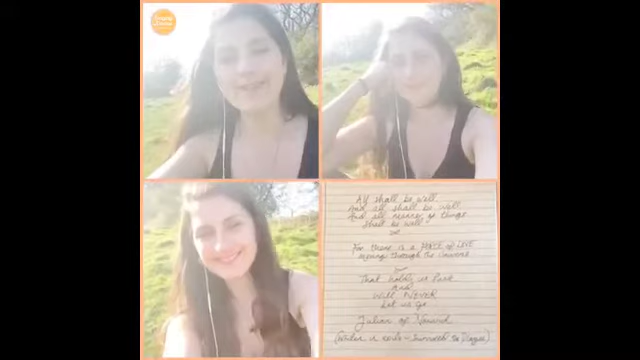 All shall be well
And all shall be well
And all manner of things
Shall be well
For there is a FORCE of LOVE
Moving through the Universe
That holds us fast
and
will Never
Let us go
Julian of Norwich